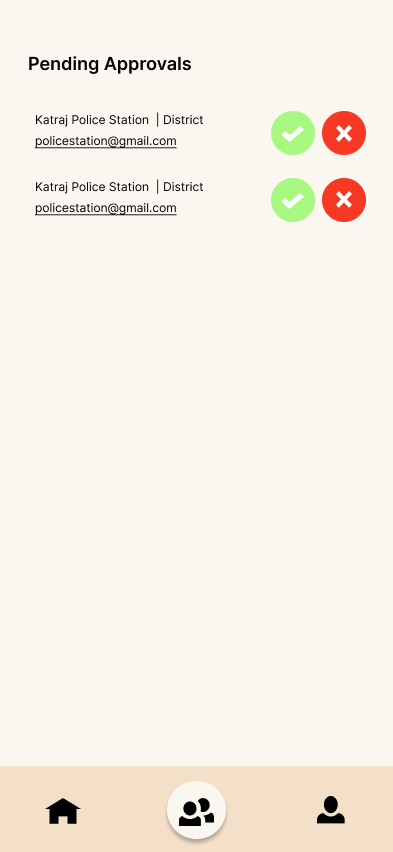 Pending Approvals
Katraj Police Station | District
policestation@gmail.com
Katraj Police Station | District
policestation@gmail.com